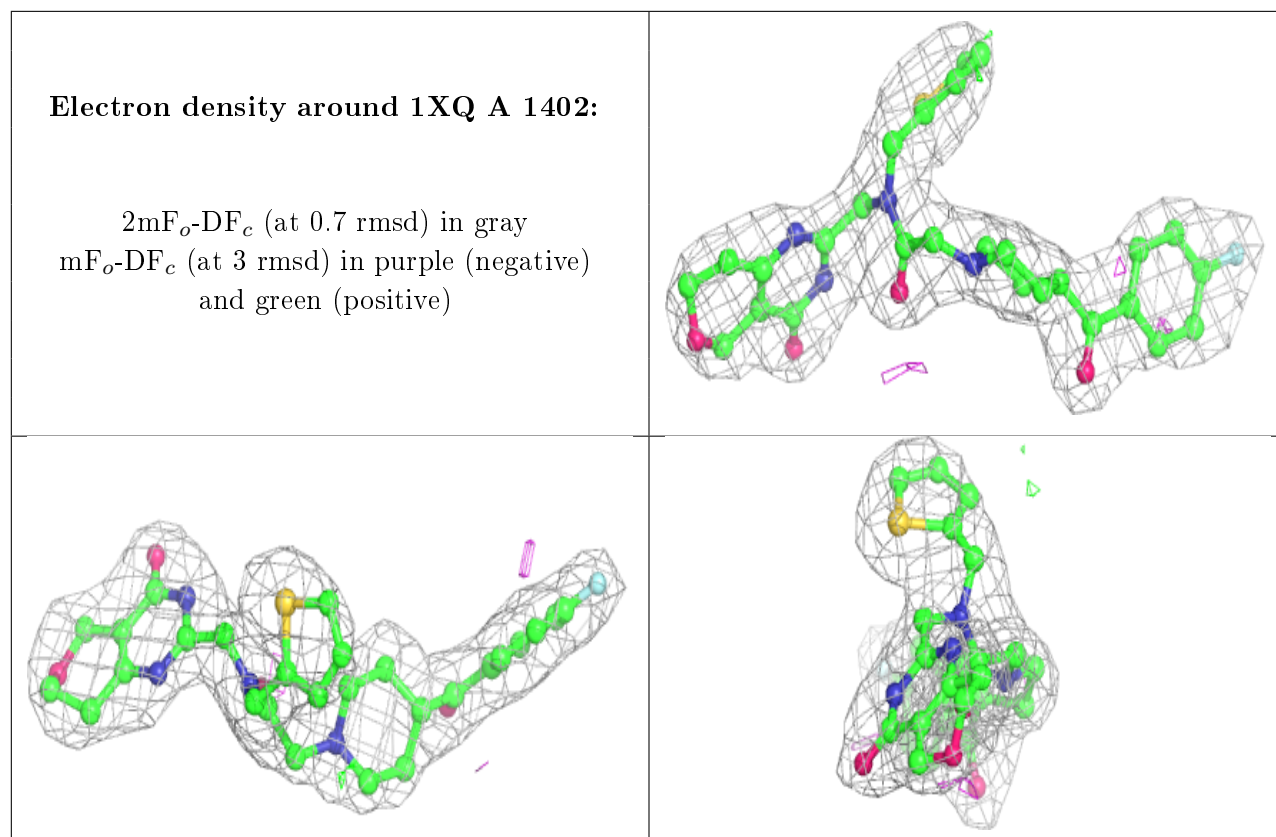 Electron density around 1XQ A 1402:
2mFo-DFc (at 0.7 rmsd) in gray
mFo-DFc (at 3 rmsd) in purple (negative)
and green (positive)